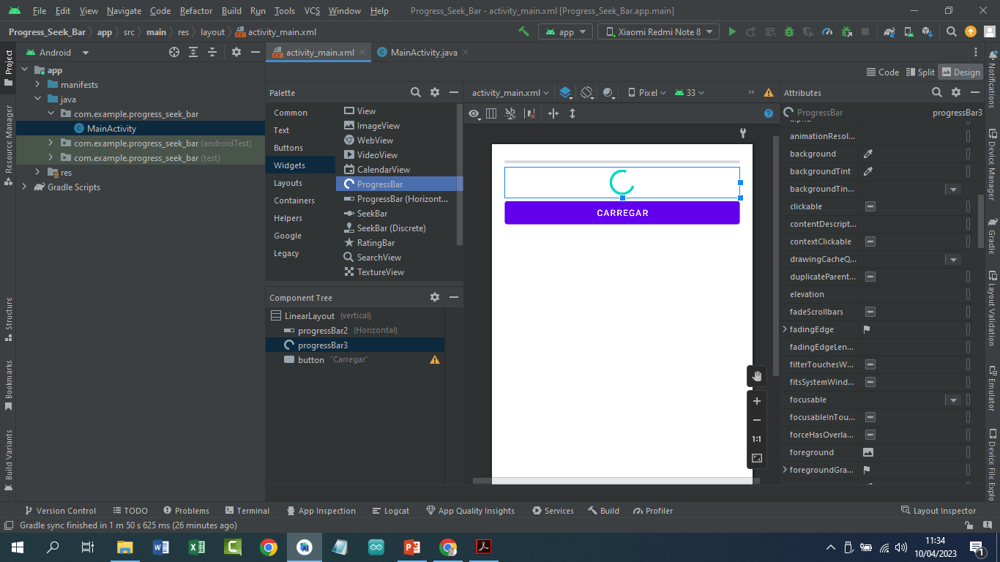 File Edit View Navigate Code Refactor Build Run Tools VCS Window Help Progress_Seek_Bar - activity_main.xml [Progress_Seek_Bar.app.main]
Progress_Seek_Bar app src main res layout activity_main.xml app Xiaomi Redmi Note 8
Project
Resource Manager
Structure
Bookmarks
Build Variants
Android
app
manifests
java
com.example.progress_seek_bar
MainActivity
com.example.progress_seek_bar (androidTest)
com.example.progress_seek_bar (test)
res
Gradle Scripts
activity_main.xml MainActivity.java
Code Split Design
Palette
Common
Text
Buttons
Widgets
Layouts
Containers
Helpers
Google
Legacy
View
ImageView
WebView
VideoView
CalendarView
ProgressBar
ProgressBar (Horizont...
SeekBar
SeekBar (Discrete)
RatingBar
SearchView
TextureView
Component Tree
LinearLayout (vertical)
progressBar2 (Horizontal)
progressBar3
button "Carregar"
activity_main.xml Pixel 33
CARREGAR
1:1
Attributes
ProgressBar progressBar3
animationResol...
background
backgroundTint
backgroundTin...
clickable
contentDescript...
contextClickable
drawingCacheQ...
duplicateParent...
elevation
fadeScrollbars
fadingEdge
fadingEdgeLen...
filterTouchesW...
fitsSystemWind...
focusable
focusableInTou...
forceHasOverla...
foreground
foregroundGra...
Notifications
Device Manager
Gradle
Layout Validation
Emulator
Device File Explo
Version Control TODO Problems Terminal App Inspection Logcat App Quality Insights Services Build Profiler Layout Inspector
Gradle sync finished in 1 m 50 s 625 ms (26 minutes ago)
11:34
10/04/2023
1